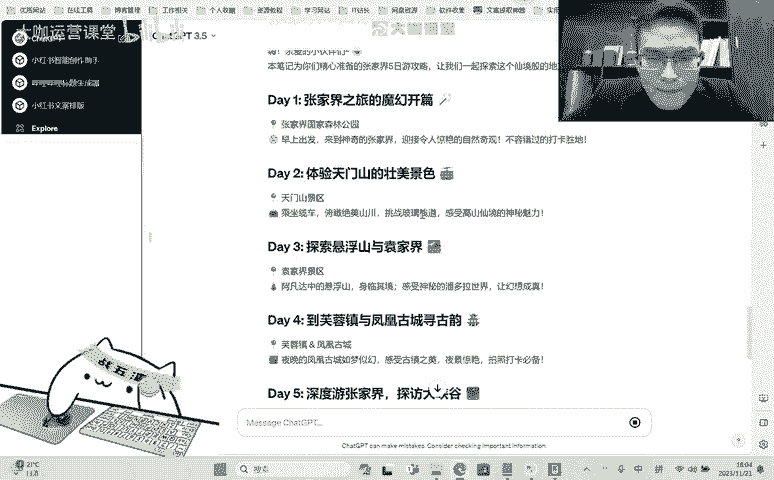 优质网站 在线工具 博客管理 工作相关 个人收藏 资源教程 学习网站 IT站长 网盘资源 软件收集 文案提取神器
大咖运营课堂
ChatGPT 3.5
小红书智能创作助手
小红书文案排版
Explore
本笔记为你们精心准备的张家界5日游攻略，让我们一起探索这个仙境般的地
Day 1: 张家界之旅的魔幻开篇
张家界国家森林公园
早上出发，来到神奇的张家界，迎接令人惊艳的自然奇观！不容错过的打卡胜地！
Day 2: 体验天门山的壮美景色
天门山景区
乘坐缆车，俯瞰绝美山川，挑战玻璃栈道，感受高山仙境的神秘魅力！
Day 3: 探索悬浮山与袁家界
袁家界景区
阿凡达中的悬浮山，身临其境；感受神秘的潘多拉世界，让幻想成真！
Day 4: 到芙蓉镇与凤凰古城寻古韵
芙蓉镇 & 凤凰古城
夜晚的凤凰古城如梦似幻，感受古镇之美，夜景惊艳，拍照打卡必备！
Day 5: 深度游张家界，探访大峡谷
Message ChatGPT...
ChatGPT can make mistakes. Consider checking important information.
战五渣
21°C
搜索
中 拼
16:04
2023/11/21